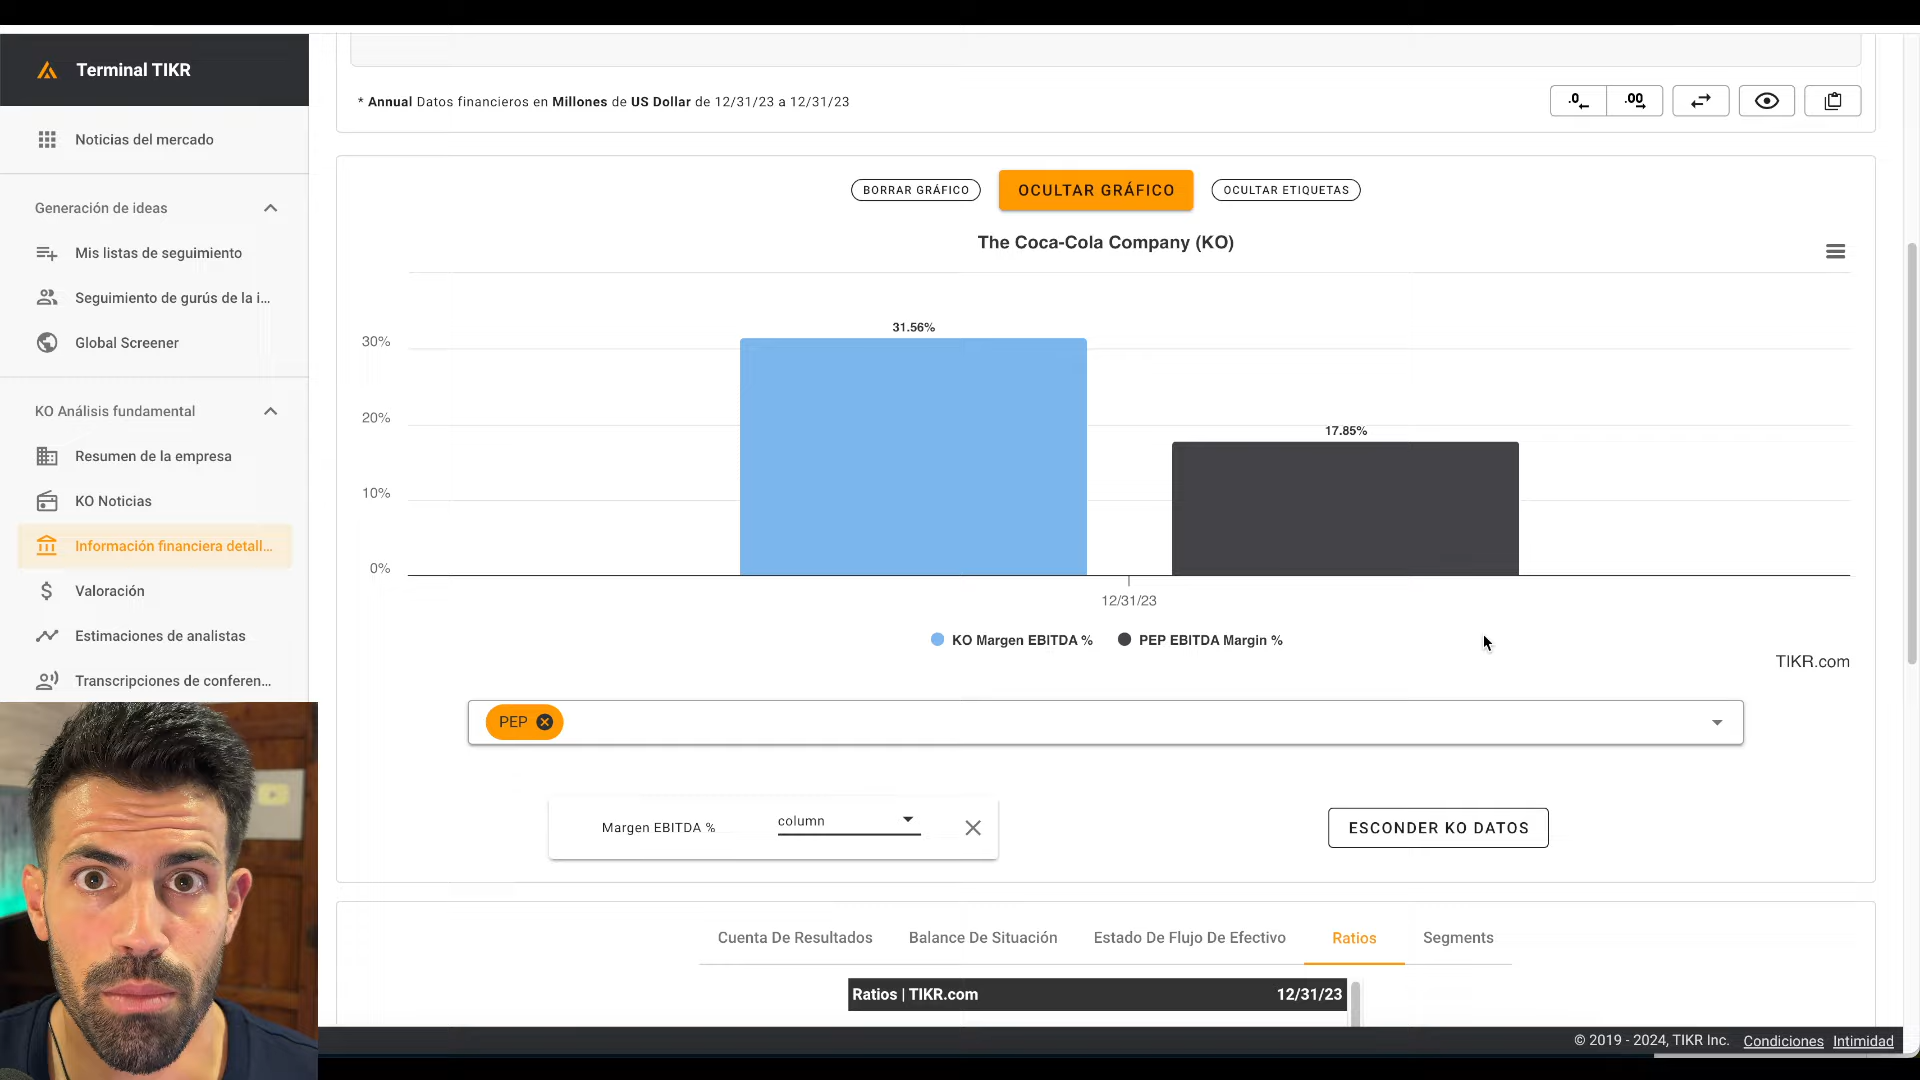 Terminal TIKR
Noticias del mercado
Generación de ideas
Mis listas de seguimiento
Seguimiento de gurús de la i...
Global Screener
KO Análisis fundamental
Resumen de la empresa
KO Noticias
Información financiera detall...
Valoración
Estimaciones de analistas
Transcripciones de conferen...
* Annual Datos financieros en Millones de US Dollar de 12/31/23 a 12/31/23
.0 .00
BORRAR GRÁFICO OCULTAR GRÁFICO OCULTAR ETIQUETAS
The Coca-Cola Company (KO)
31.56%
30%
20%
17.85%
10%
0%
12/31/23
KO Margen EBITDA % PEP EBITDA Margin %
TIKR.com
PEP
Margen EBITDA % column ESCONDER KO DATOS
Cuenta De Resultados Balance De Situación Estado De Flujo De Efectivo Ratios Segments
Ratios | TIKR.com 12/31/23
© 2019 - 2024, TIKR Inc. Condiciones Intimidad